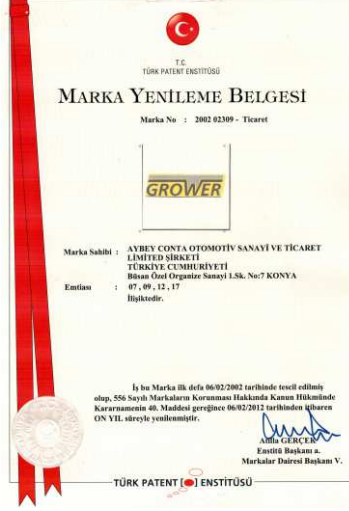 T.C.
TÜRK PATENT ENSTİTÜSÜ
MARKA YENİLEME BELGESİ
Marka No : 2002 02309 - Ticaret
GROWER
Marka Sahibi : AYBEY CONTA OTOMOTİV SANAYİ VE TİCARET
LİMİTED ŞİRKETİ
TÜRKİYE CUMHURİYETİ
Büsan Özel Organize Sanayi 1.Sk. No:7 KONYA
Emtiası : 07 , 09 , 12 , 17
İlişiktedir.
İş bu Marka ilk defa 06/02/2002 tarihinde tescil edilmiş
olup, 556 Sayılı Markaların Korunması Hakkında Kanun Hükmünde
Kararnamenin 40. Maddesi gereğince 06/02/2012 tarihinden itibaren
ON YIL süreyle yenilenmiştir.
Atilla GERÇEK
Enstitü Başkanı a.
Markalar Dairesi Başkanı V.
TÜRK PATENT ENSTİTÜSÜ